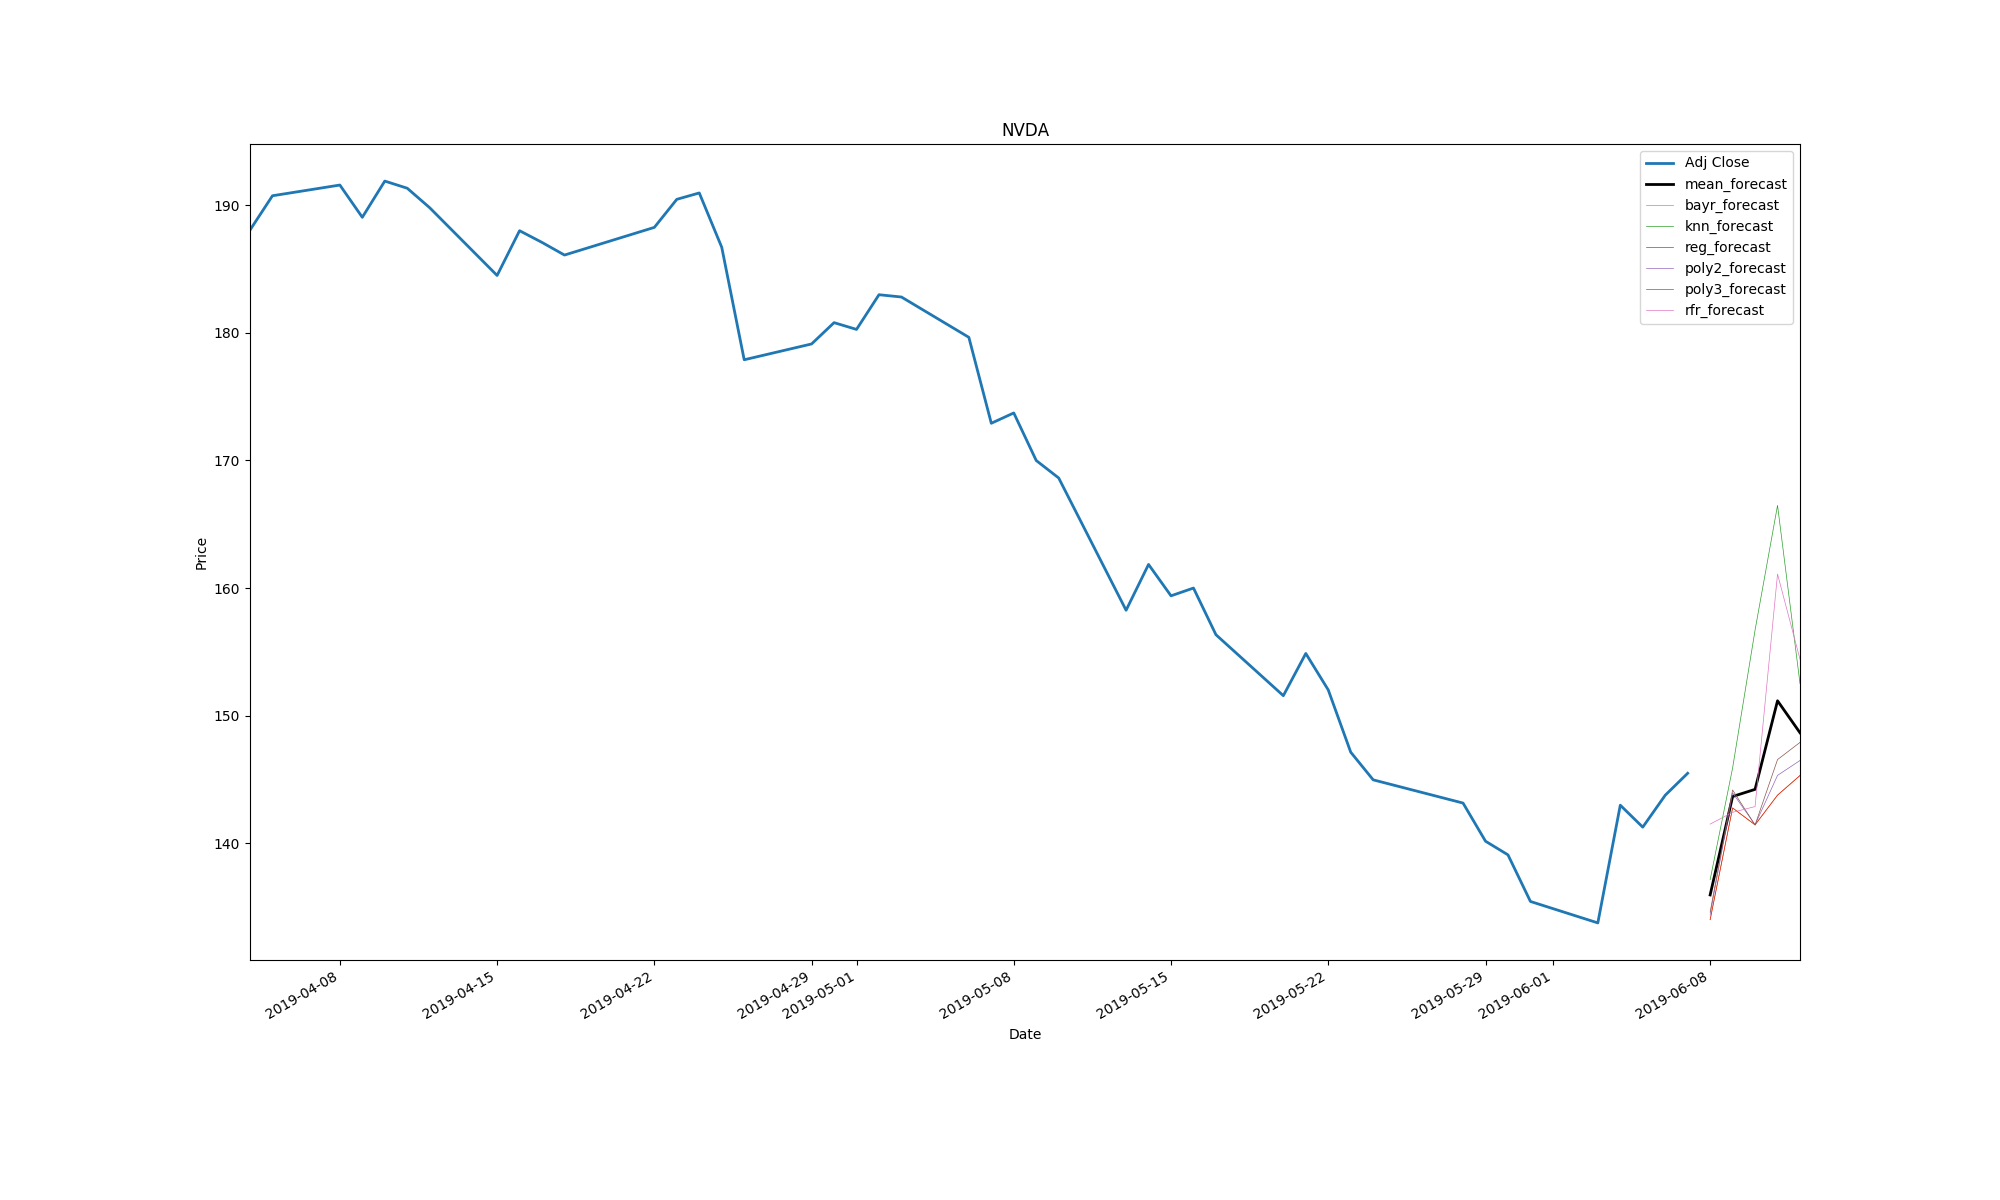 NVDA
Adj Close
mean_forecast
bayr_forecast
knn_forecast
reg_forecast
poly2_forecast
poly3_forecast
rfr_forecast
190
180
170
160
150
140
Price
2019-04-08
2019-04-15
2019-04-22
2019-04-29
2019-05-01
2019-05-08
2019-05-15
2019-05-22
2019-05-29
2019-06-01
2019-06-08
Date